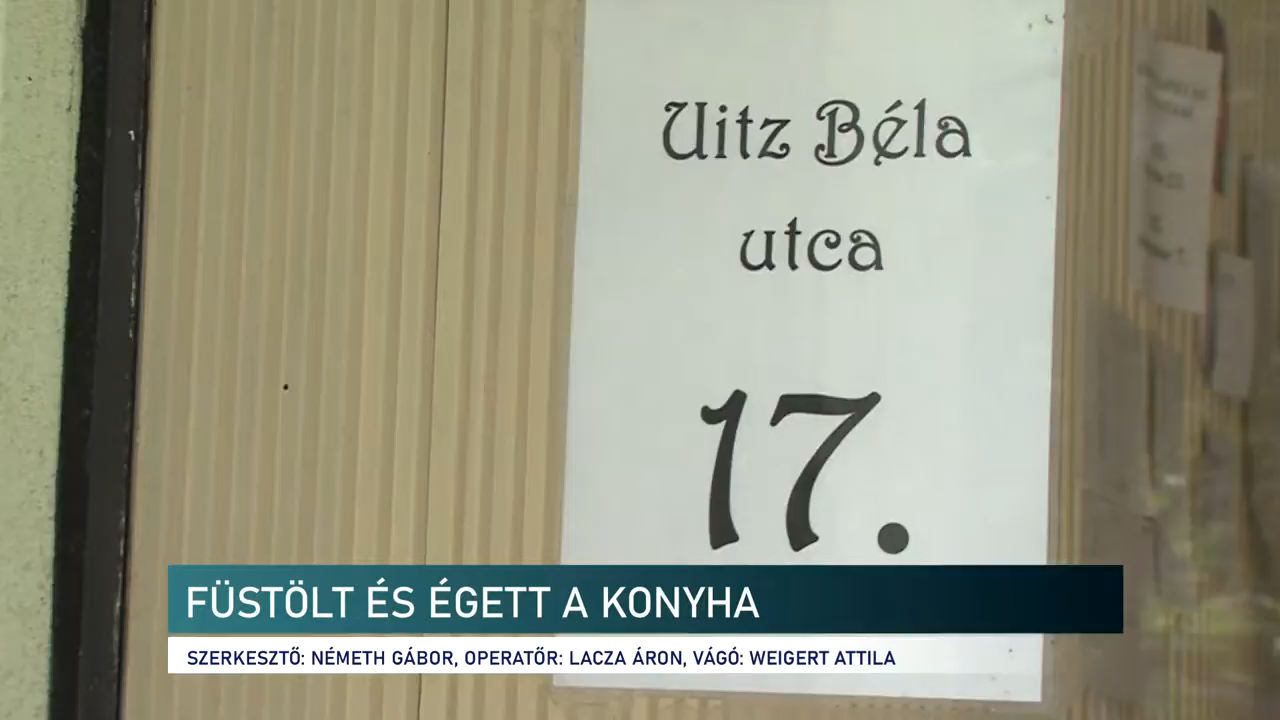 Uitz Béla
utca
17.
FÜSTÖLT ÉS ÉGETT A KONYHA
SZERKESZTŐ: NÉMETH GÁBOR, OPERATŐR: LACZA ÁRON, VÁGÓ: WEIGERT ATTILA